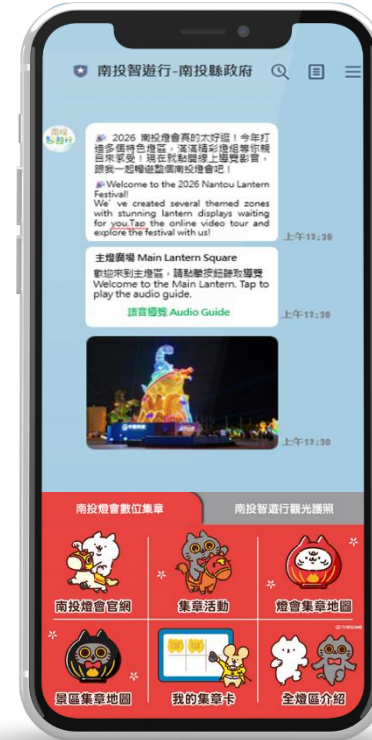 南投智遊行-南投縣政府
南投
智遊行
🎉 2026 南投燈會真的太好逛！今年打
造多個特色燈區，滿滿精彩燈組等你親
自來感受！現在就點開線上導覽影音，
跟我一起暢遊整個南投燈會吧！
🎉Welcome to the 2026 Nantou Lantern
Festival!
We’ ve created several themed zones
with stunning lantern displays waiting
for you.Tap the online video tour and
explore the festival with us!
上午12:30
主燈廣場 Main Lantern Square
歡迎來到主燈區，請點擊按鈕聽取導覽
Welcome to the Main Lantern. Tap to
play the audio guide.
語音導覽 Audio Guide
上午12:30
上午12:30
南投燈會數位集章
南投智遊行觀光護照
南投燈會官網
集章活動
燈會集章地圖
景區集章地圖
我的集章卡
全燈區介紹